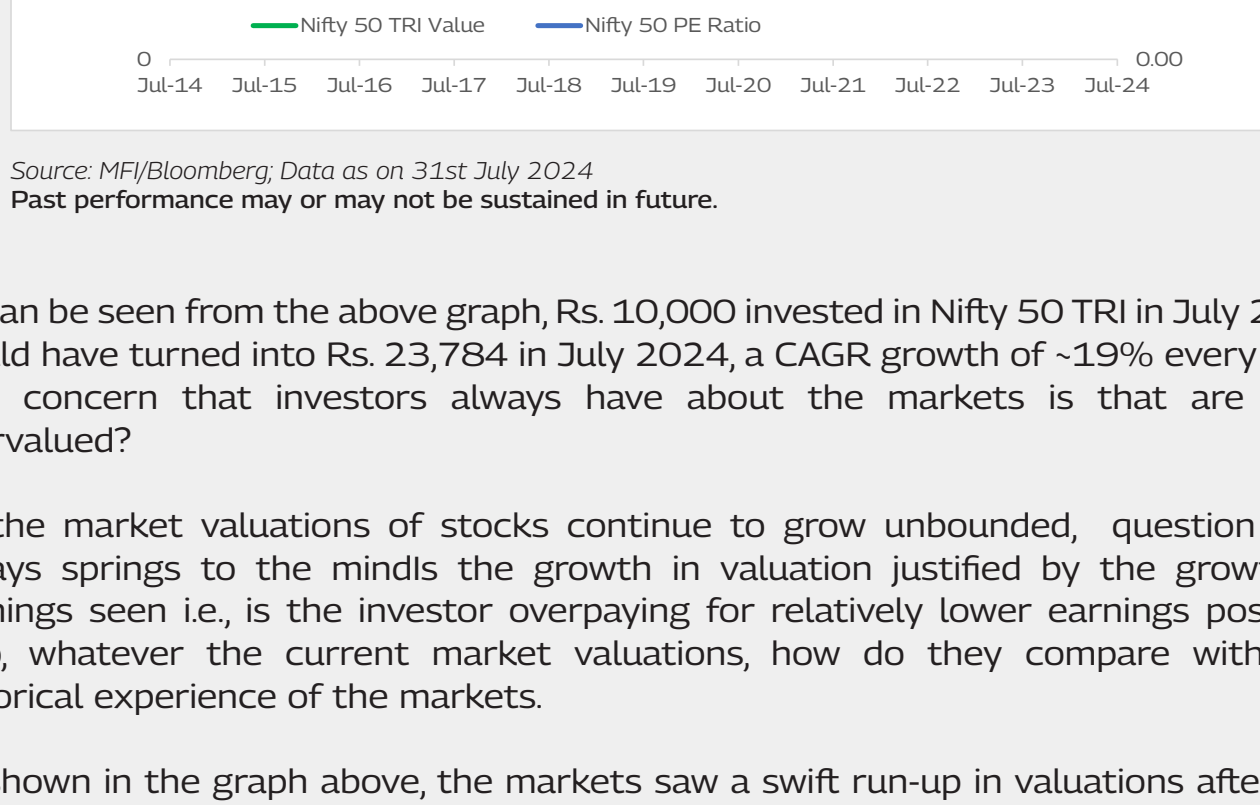 Nifty 50 TRI Value Nifty 50 PE Ratio
0 0.00
Jul-14 Jul-15 Jul-16 Jul-17 Jul-18 Jul-19 Jul-20 Jul-21 Jul-22 Jul-23 Jul-24
Source: MFI/Bloomberg; Data as on 31st July 2024
Past performance may or may not be sustained in future.
an be seen from the above graph, Rs. 10,000 invested in Nifty 50 TRI in July 2
ld have turned into Rs. 23,784 in July 2024, a CAGR growth of ~19% every
concern that investors always have about the markets is that are
rvalued?
the market valuations of stocks continue to grow unbounded, question
ays springs to the mindIs the growth in valuation justified by the grow
nings seen i.e., is the investor overpaying for relatively lower earnings pos
, whatever the current market valuations, how do they compare with
orical experience of the markets.
hown in the graph above, the markets saw a swift run-up in valuations afte